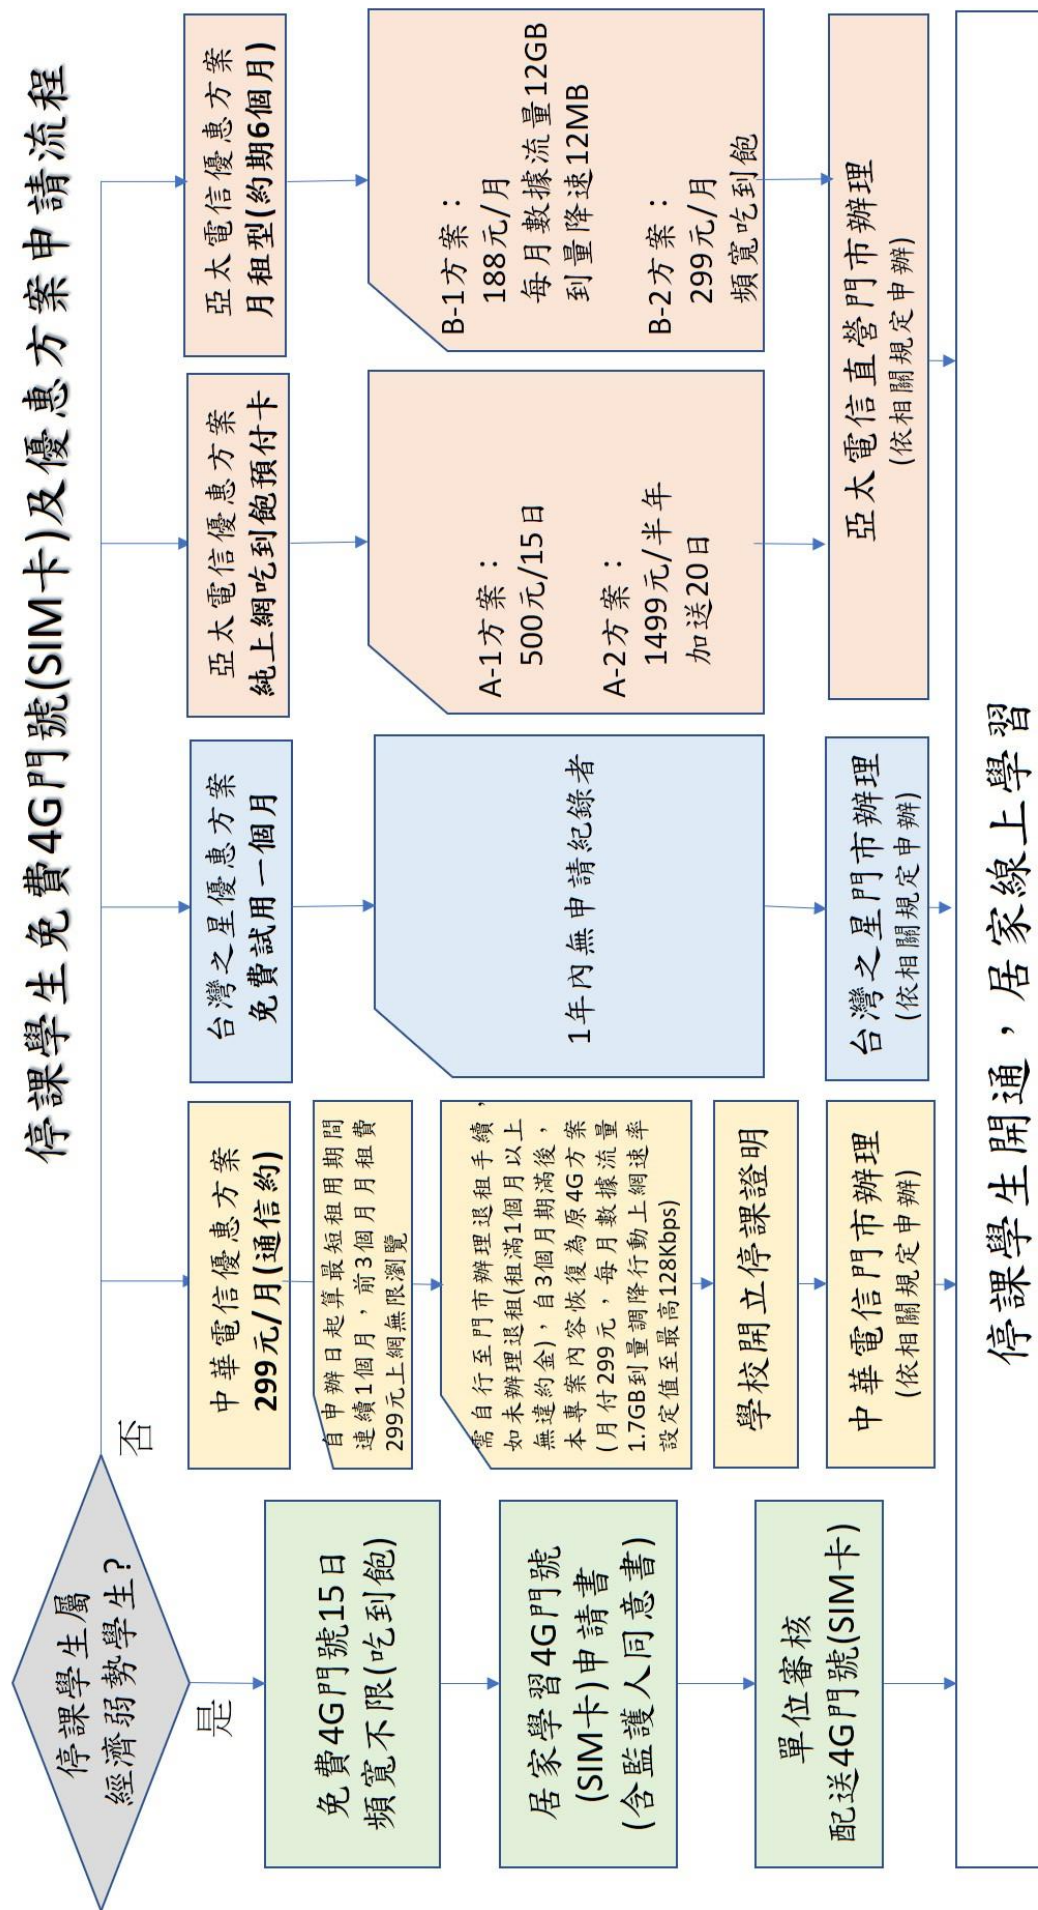 停課學生免費4G門號(SIM卡)及優惠方案申請流程
停課學生屬
經濟弱勢學生?
是
否
免費4G門號15日
頻寬不限(吃到飽)
居家學習4G門號
(SIM卡)申請書
(含監護人同意書)
單位審核
配送4G門號(SIM卡)
中華電信優惠方案
299元/月(通信約)
自申辦日起算最短租用期間
連續1個月，前3個月月租費
299元上網無限瀏覽
需自行至門市辦理退租手續，
如未辦理退租(租滿1個月以上
無違約金)，自3個月期滿後，
本專案內容恢復為原4G方案
(月付299元，每月數據流量
1.7GB到量調降行動上網速率
設定值至最高128Kbps)
學校開立停課證明
中華電信門市辦理
(依相關規定申辦)
台灣之星優惠方案
免費試用一個月
1年內無申請紀錄者
台灣之星門市辦理
(依相關規定申辦)
亞太電信優惠方案
純上網吃到飽預付卡
A-1方案：
500元/15日
A-2方案：
1499元/半年
加送20日
亞太電信優惠方案
月租型(約期6個月)
B-1方案：
188元/月
每月數據流量12GB
到量降速12MB
B-2方案：
299元/月
頻寬吃到飽
亞太電信直營門市辦理
(依相關規定申辦)
停課學生開通，居家線上學習